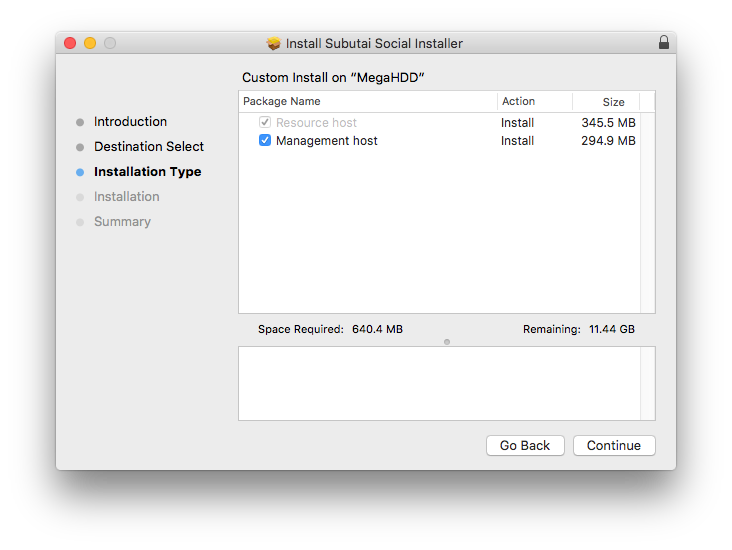 Install Subutai Social Installer
Custom Install on “MegaHDD”
Introduction
Destination Select
Installation Type
Installation
Summary
Package Name Action Size
Resource host Install 345.5 MB
Management host Install 294.9 MB
Space Required: 640.4 MB Remaining: 11.44 GB
Go Back Continue